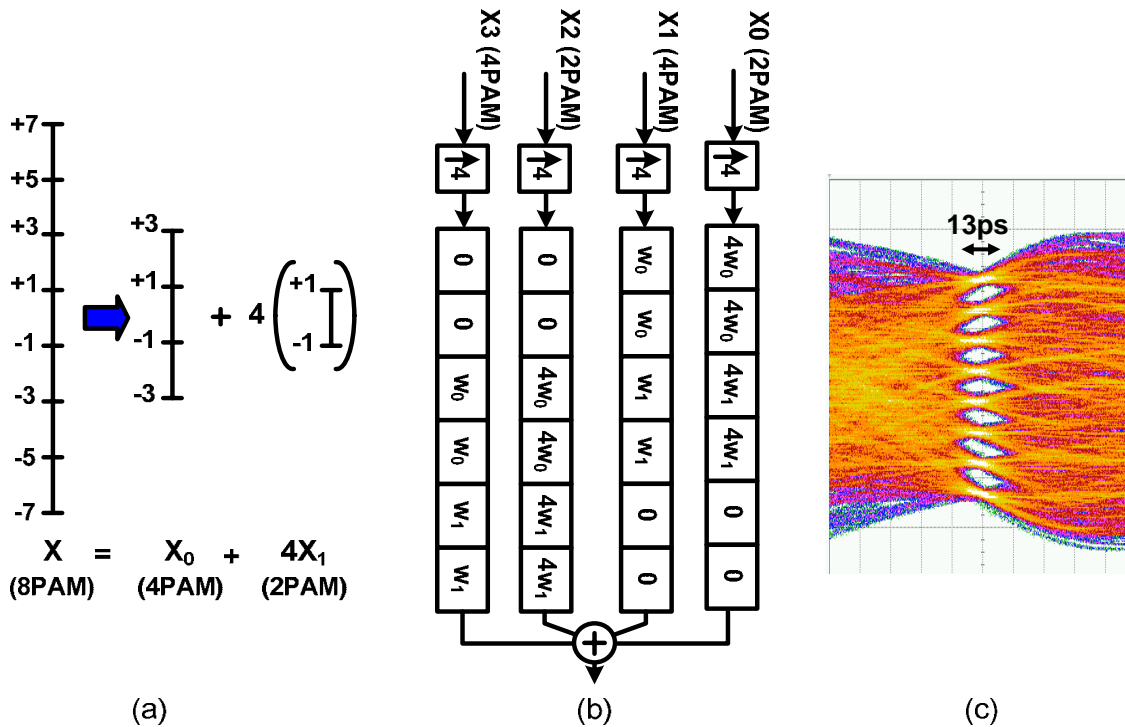 +7
+5
+3
+1
-1
-3
-5
-7
+3
+1
-1
-3
+ 4
+1
-1
X = X₀ + 4X₁
(8PAM) (4PAM) (2PAM)
(a)
X3 (4PAM)
X2 (2PAM)
X1 (4PAM)
X0 (2PAM)
4 4 4 4
0 0 w₀ 4w₀
0 0 w₀ 4w₀
w₀ 4w₀ w₁ 4w₁
w₀ 4w₀ w₁ 4w₁
w₁ 4w₁ 0 0
w₁ 4w₁ 0 0
+
(b)
13ps
(c)